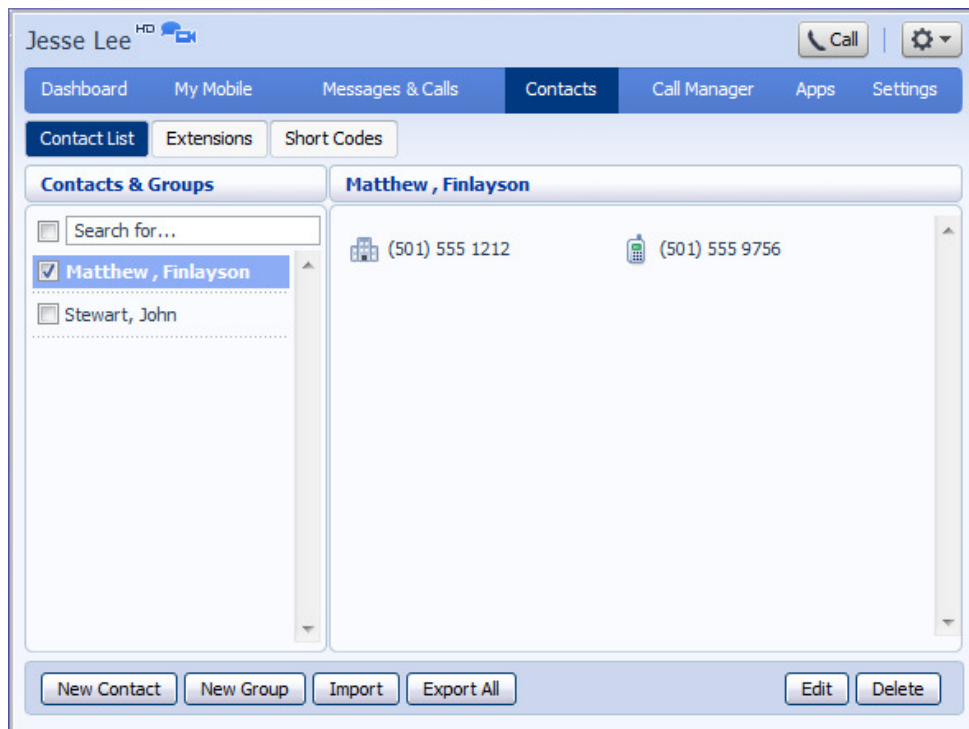 Jesse Lee HD
Call
Dashboard My Mobile Messages & Calls Contacts Call Manager Apps Settings
Contact List Extensions Short Codes
Contacts & Groups
Search for...
Matthew , Finlayson
Stewart, John
Matthew , Finlayson
(501) 555 1212 (501) 555 9756
New Contact New Group Import Export All Edit Delete